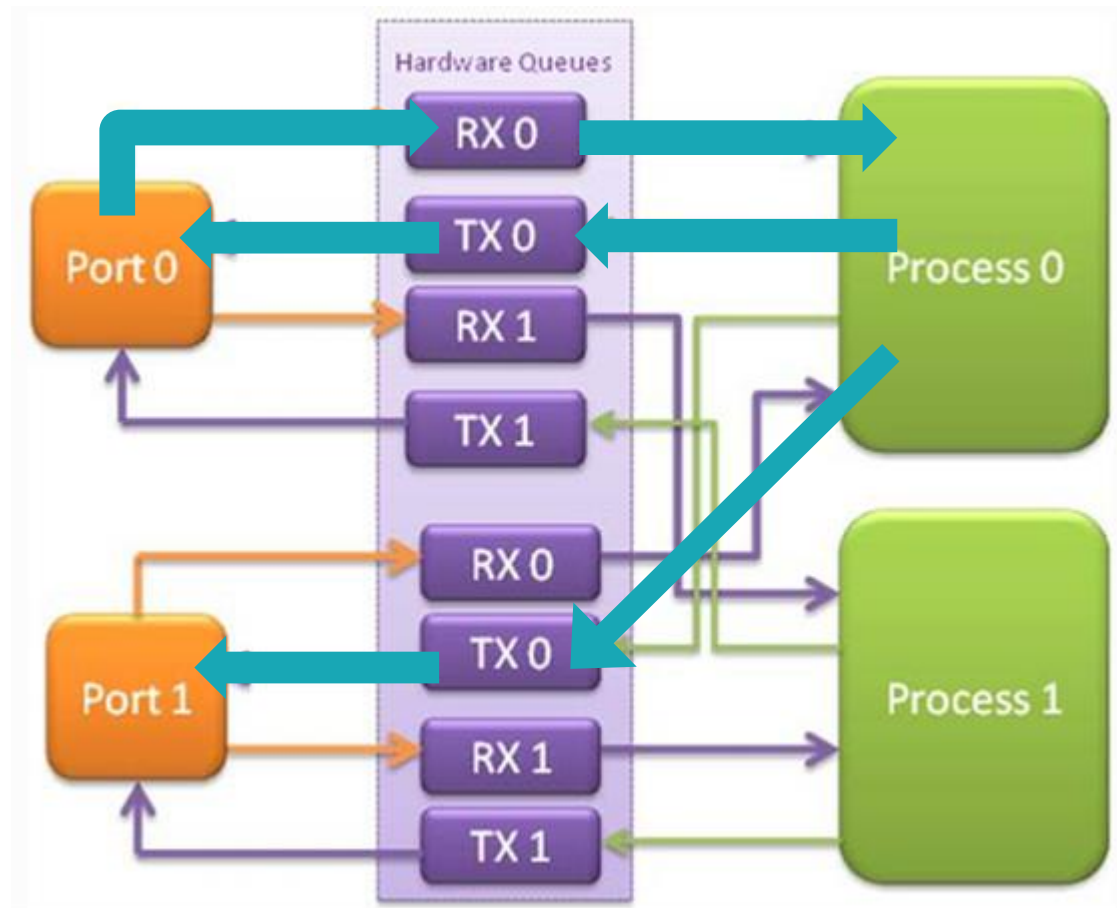 Hardware Queues
RX 0
TX 0
Port 0
Process 0
RX 1
TX 1
RX 0
TX 0
Port 1
Process 1
RX 1
TX 1